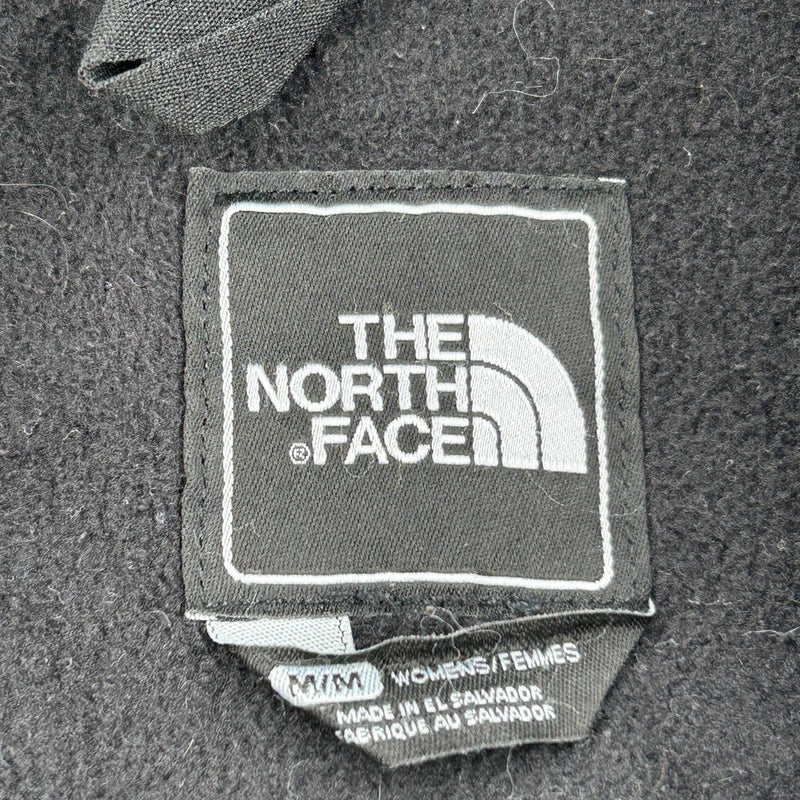 THE
NORTH
®FACE
M/M WOMENS/FEMMES
MADE IN EL SALVADOR
FABRIQUE AU SALVADOR